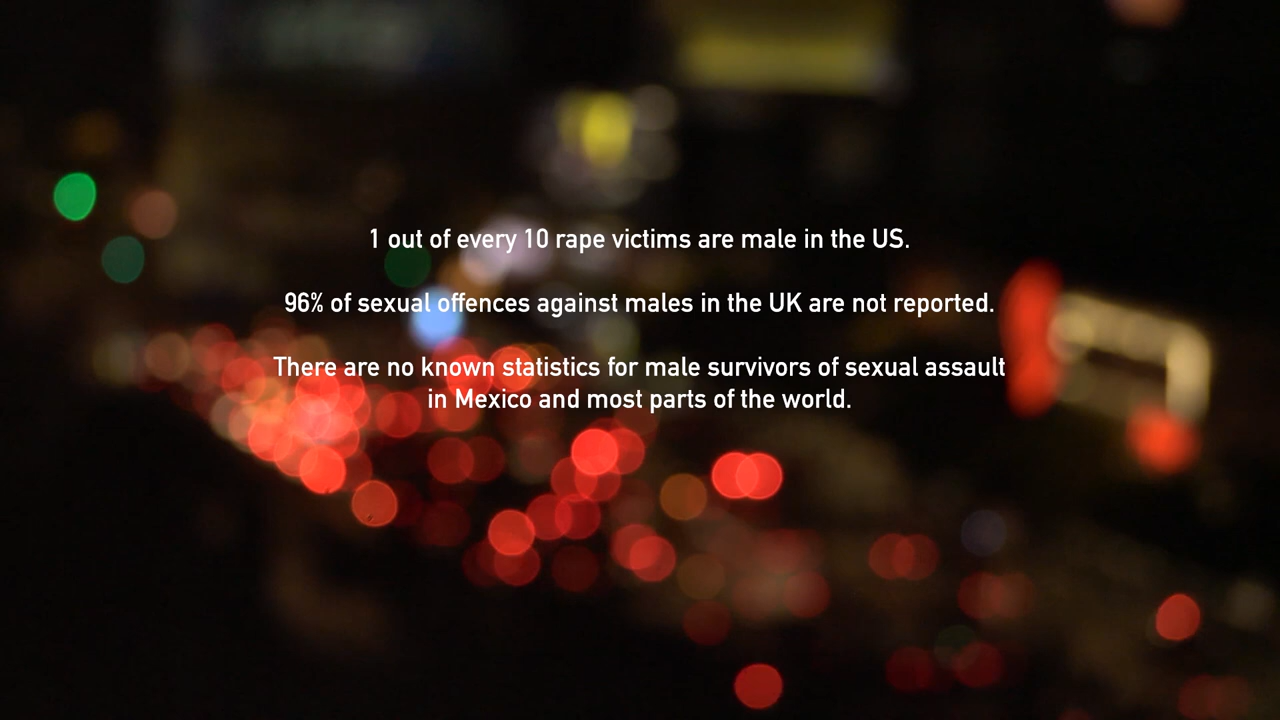 1 out of every 10 rape victims are male in the US.
96% of sexual offences against males in the UK are not reported.
There are no known statistics for male survivors of sexual assault
in Mexico and most parts of the world.